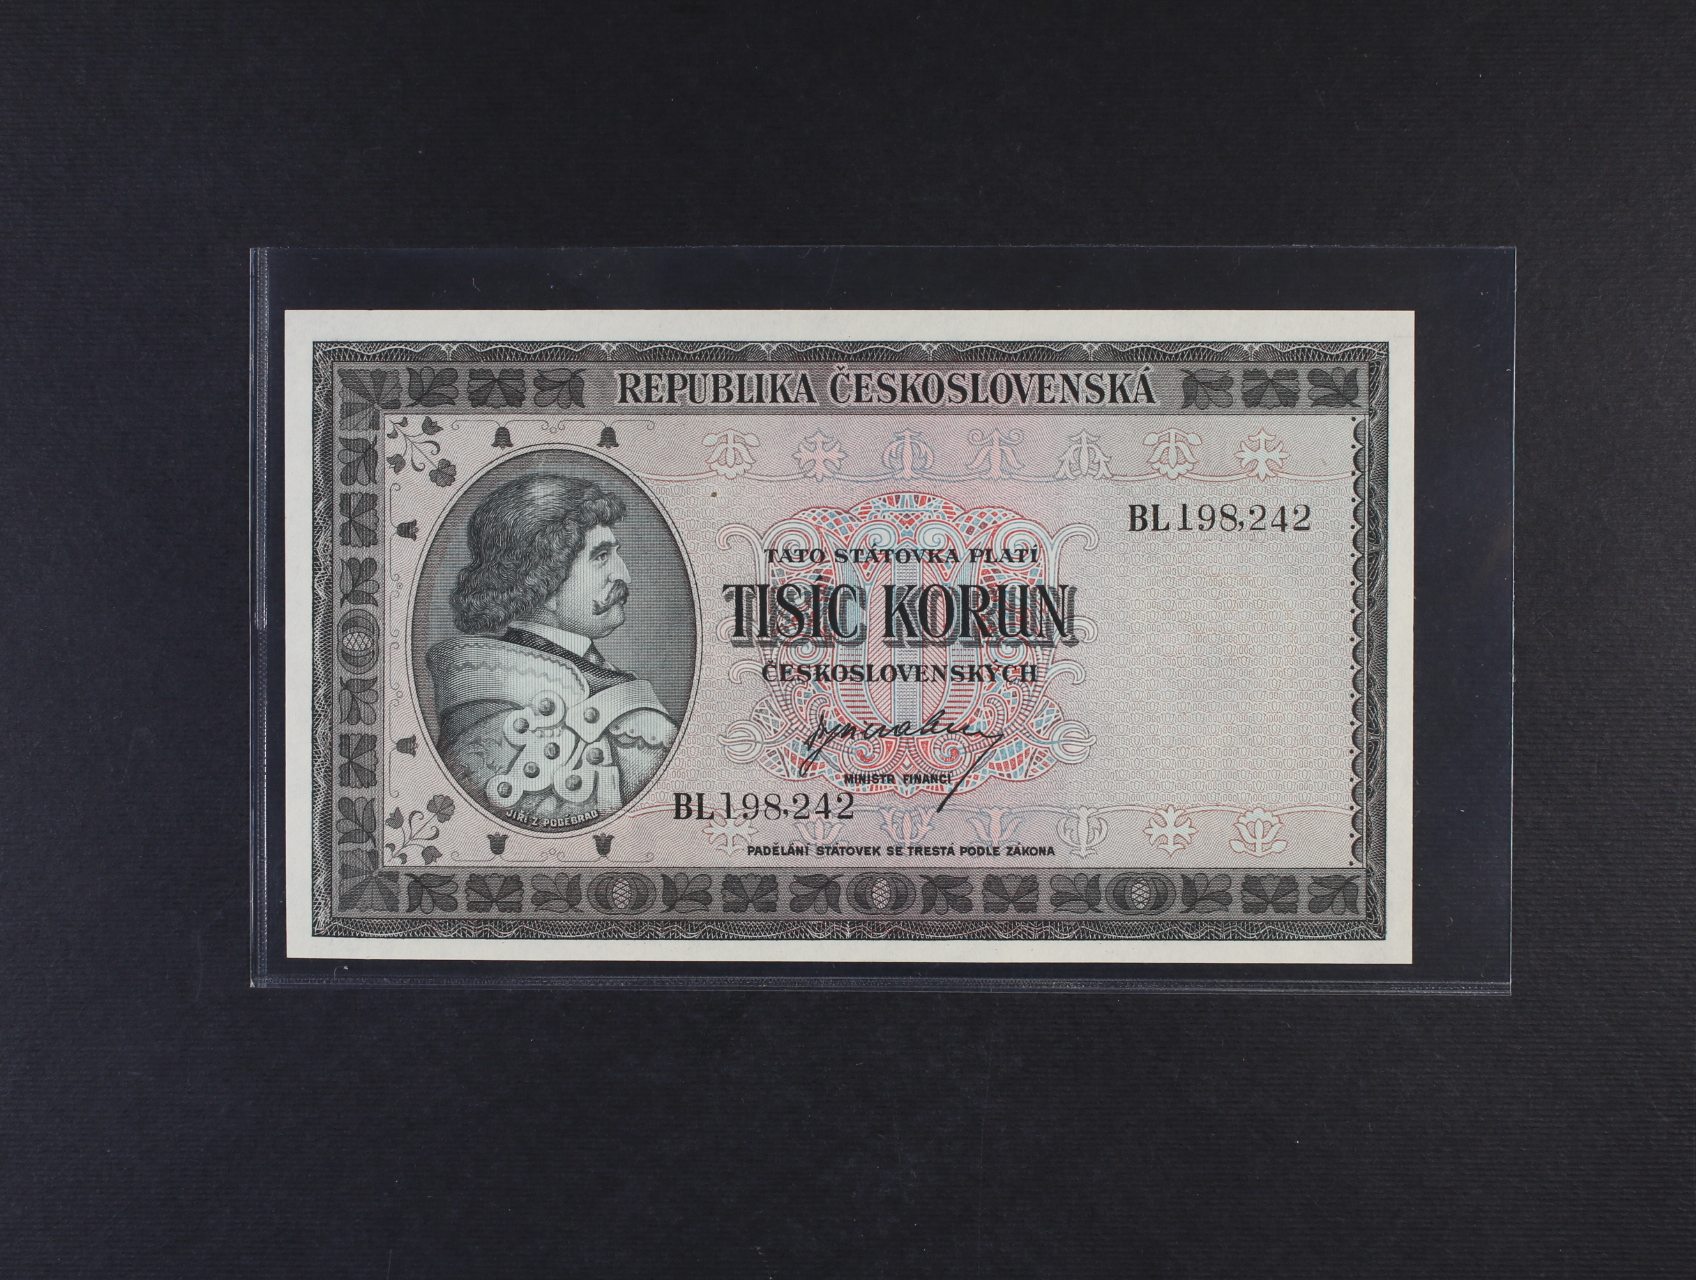 REPUBLIKA ČESKOSLOVENSKÁ
BL 198,242
TATO STÁTOVKA PLATÍ
TISÍC KORUN
ČESKOSLOVENSKÝCH
MINISTR FINANCÍ
BL 198,242
JIŘÍ Z PODĚBRAD
PADĚLÁNÍ STÁTOVEK SE TRESTÁ PODLE ZÁKONA